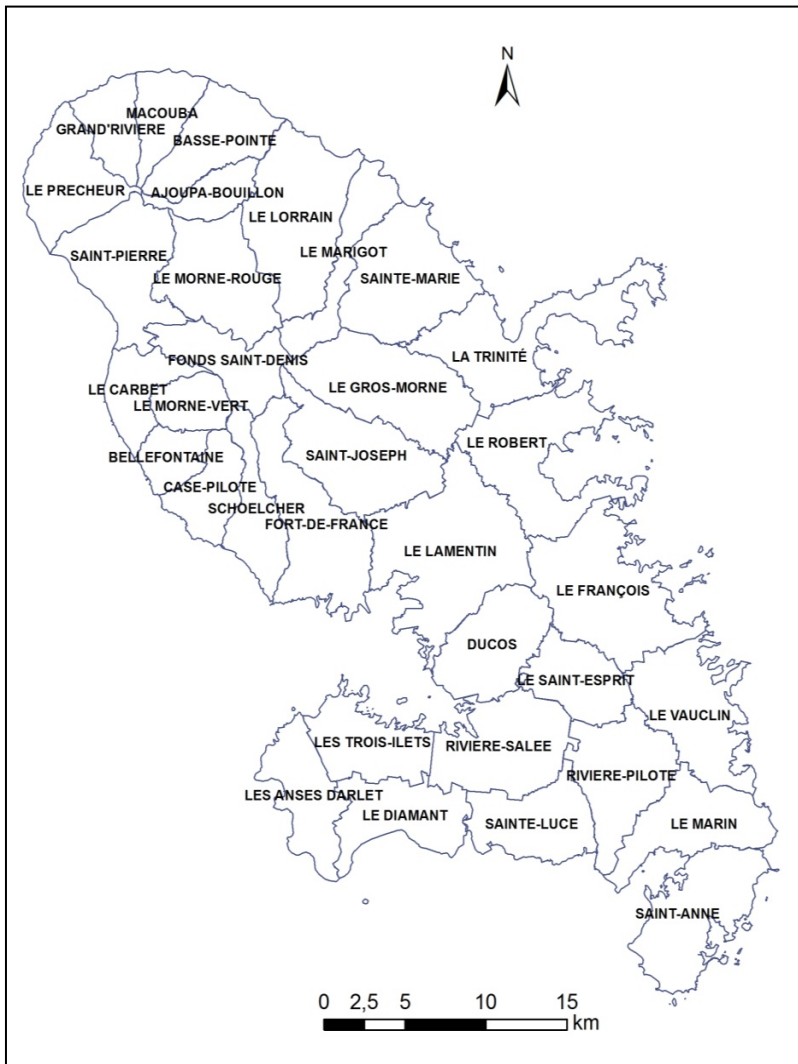 N
MACOUBA
GRAND'RIVIERE
BASSE-POINTE
LE PRECHEUR
AJOUPA-BOUILLON
LE LORRAIN
SAINT-PIERRE
LE MARIGOT
LE MORNE-ROUGE
SAINTE-MARIE
FONDS SAINT-DENIS
LA TRINITÉ
LE CARBET
LE GROS-MORNE
LE MORNE-VERT
LE ROBERT
BELLEFONTAINE
SAINT-JOSEPH
CASE-PILOTE
SCHOELCHER
FORT-DE-FRANCE
LE LAMENTIN
LE FRANÇOIS
DUCOS
LE SAINT-ESPRIT
LE VAUCLIN
LES TROIS-ILETS
RIVIERE-SALEE
RIVIERE-PILOTE
LES ANSES DARLET
LE DIAMANT
SAINTE-LUCE
LE MARIN
SAINT-ANNE
0 2,5 5 10 15
km